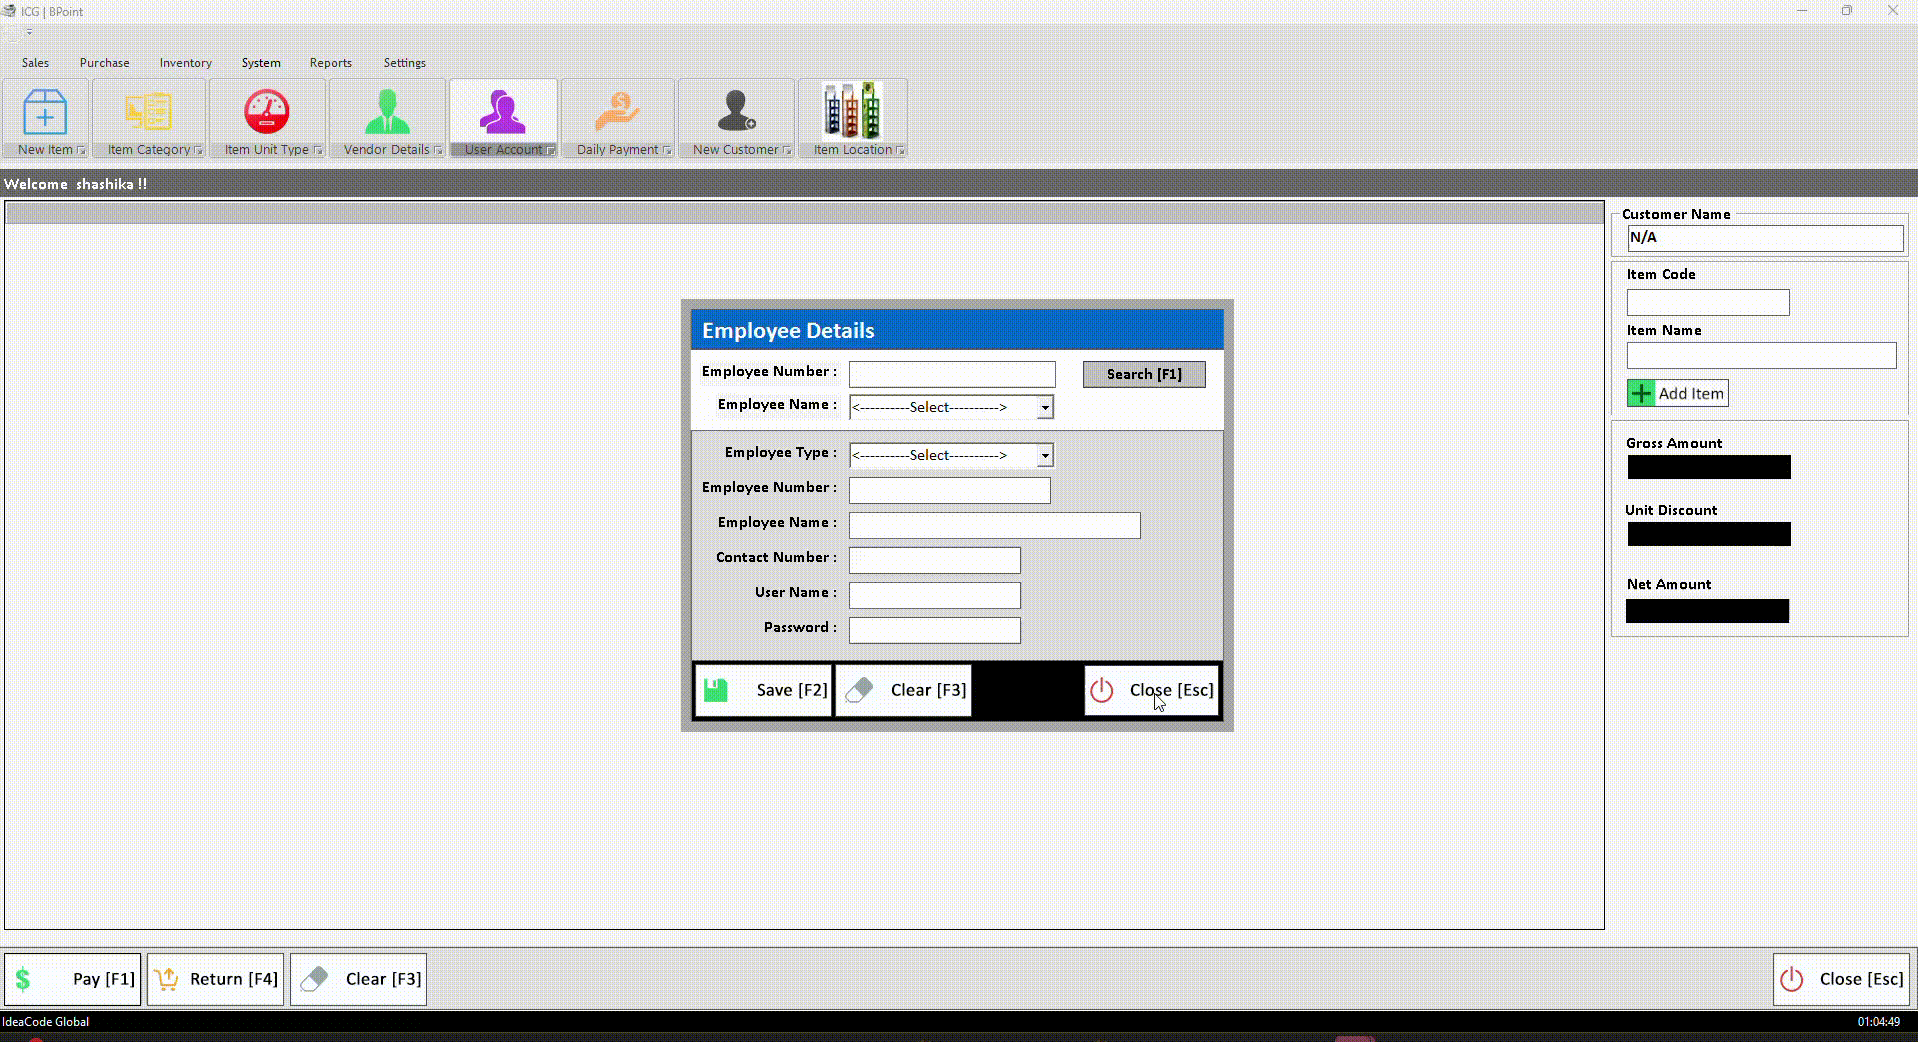 ICG | BPoint
Sales Purchase Inventory System Reports Settings
New Item Item Category Item Unit Type Vendor Details User Account Daily Payment New Customer Item Location
Welcome shashika !!
Customer Name
N/A
Item Code
Item Name
Add Item
Gross Amount
Unit Discount
Net Amount
Employee Details
Employee Number :
Search [F1]
Employee Name : <----------Select---------->
Employee Type : <----------Select---------->
Employee Number :
Employee Name :
Contact Number :
User Name :
Password :
Save [F2] Clear [F3] Close [Esc]
Pay [F1] Return [F4] Clear [F3] Close [Esc]
IdeaCode Global 01:04:49